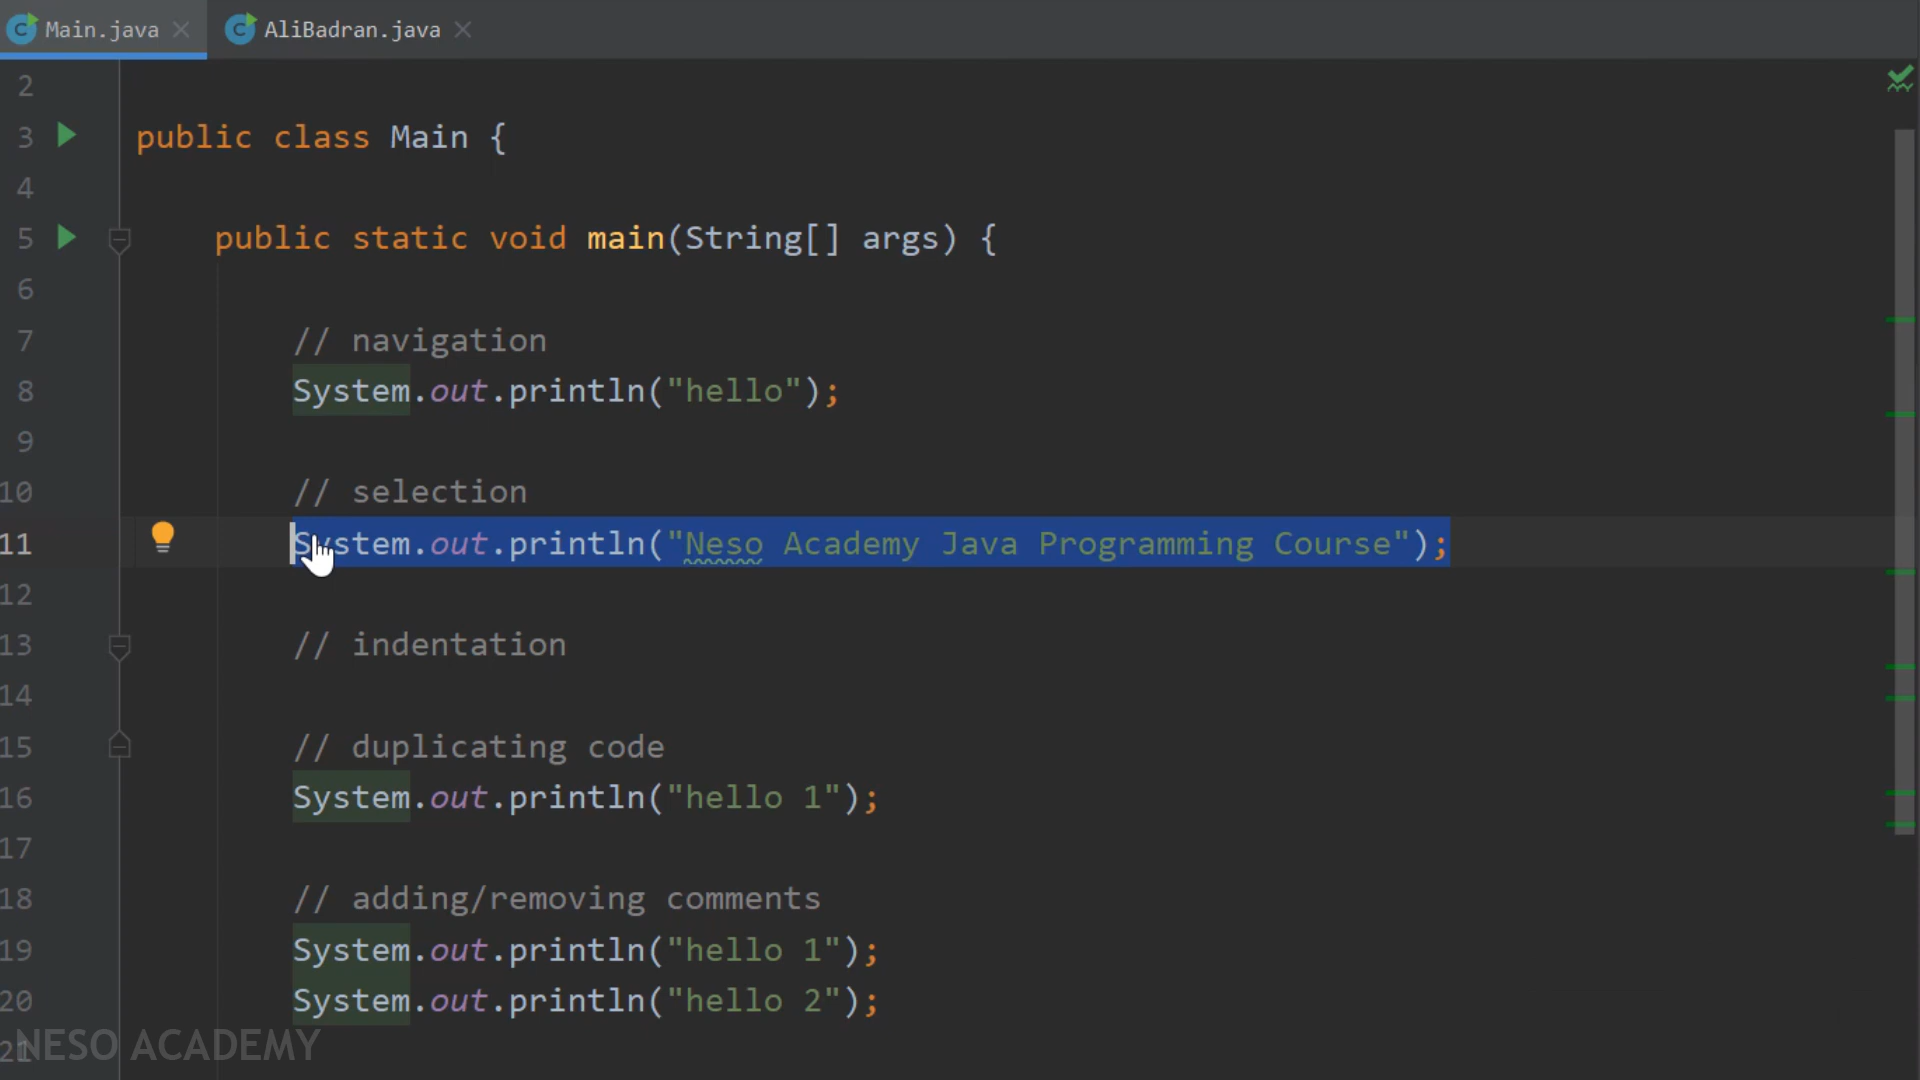 Main.java AliBadran.java
2
3 public class Main {
4
5 public static void main(String[] args) {
6
7 // navigation
8 System.out.println("hello");
9
10 // selection
11 System.out.println("Neso Academy Java Programming Course");
12
13 // indentation
14
15 // duplicating code
16 System.out.println("hello 1");
17
18 // adding/removing comments
19 System.out.println("hello 1");
20 System.out.println("hello 2");
21
NESO ACADEMY